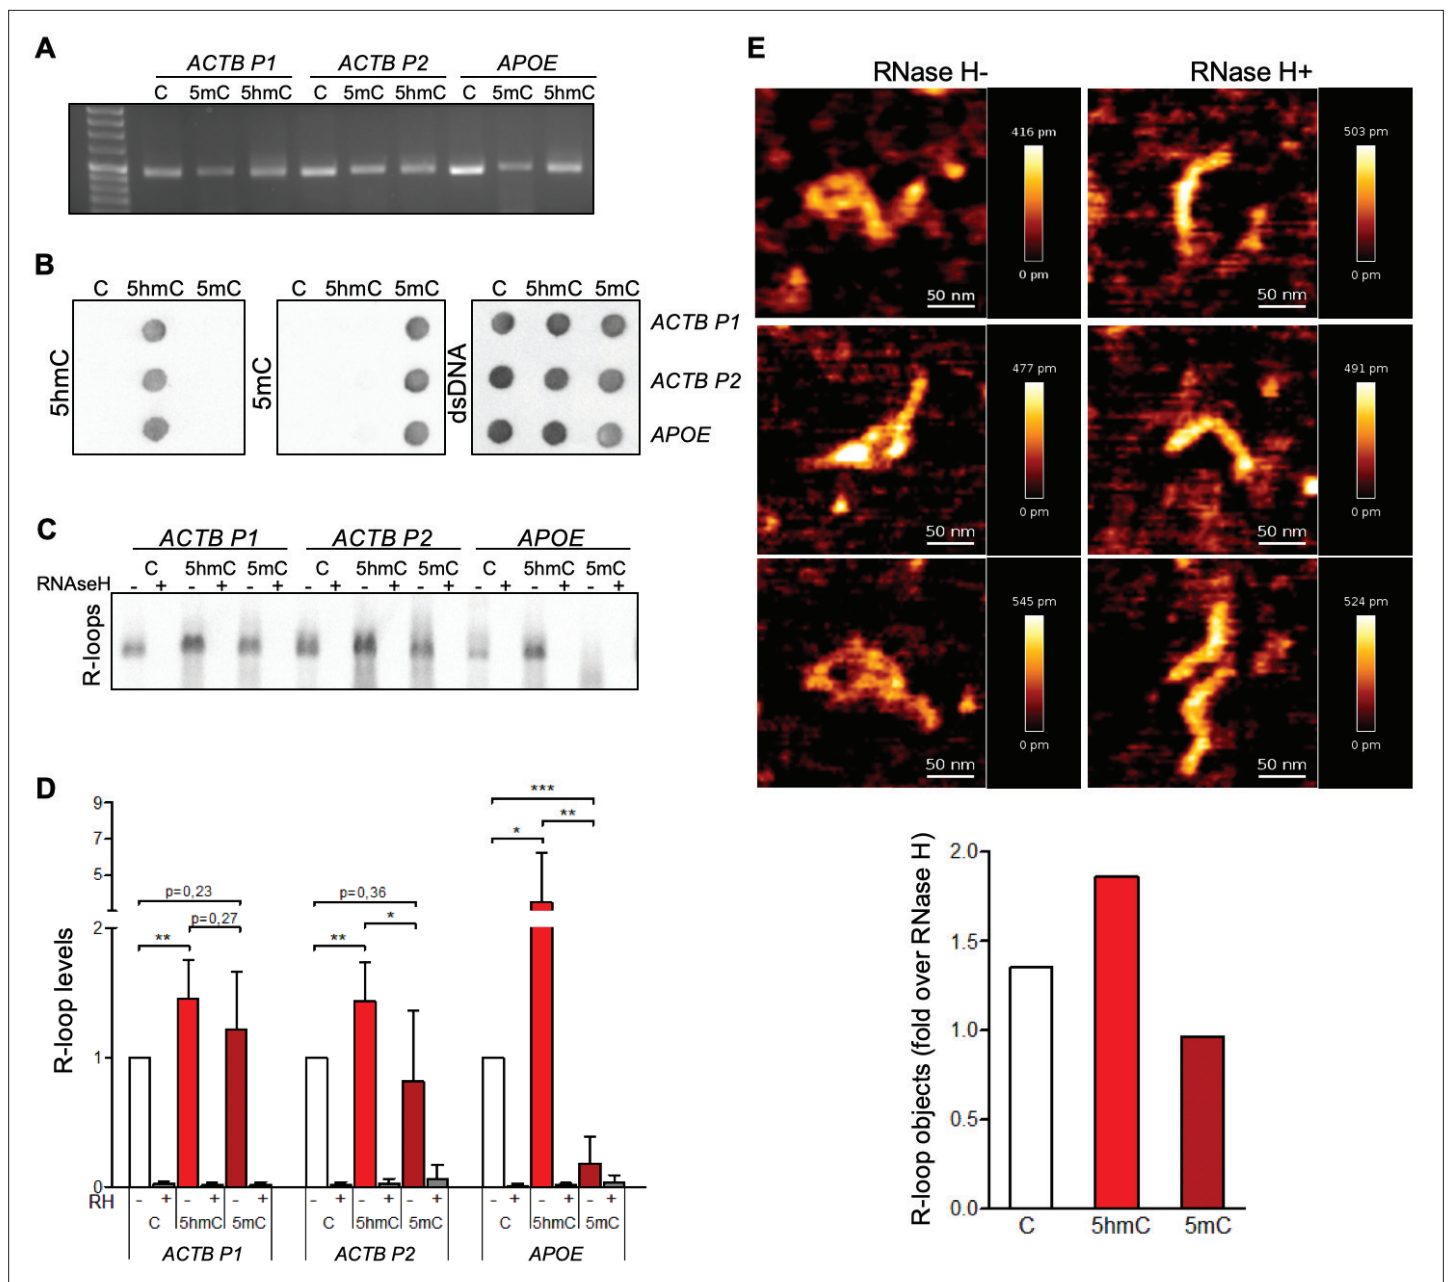 A
ACTB P1 ACTB P2 APOE
C 5mC 5hmC C 5mC 5hmC C 5mC 5hmC
B
C 5hmC 5mC C 5hmC 5mC C 5hmC 5mC
5hmC
5mC
dsDNA
ACTB P1
ACTB P2
APOE
C
ACTB P1 ACTB P2 APOE
C 5hmC 5mC C 5hmC 5mC C 5hmC 5mC
RNAseH - + - + - + - + - + - + - + - + - +
R-loops
D
R-loop levels
9
7
5
2
1
0
p=0,23
p=0,27
**
p=0,36
*
**
***
**
*
RH - + - + - + - + - + - + - + - + - +
C 5hmC 5mC C 5hmC 5mC C 5hmC 5mC
ACTB P1 ACTB P2 APOE
E
RNase H- RNase H+
416 pm
0 pm
50 nm
503 pm
0 pm
50 nm
477 pm
0 pm
50 nm
491 pm
0 pm
50 nm
545 pm
0 pm
50 nm
524 pm
0 pm
50 nm
R-loop objects (fold over RNase H)
2.0
1.5
1.0
0.5
0.0
C 5hmC 5mC